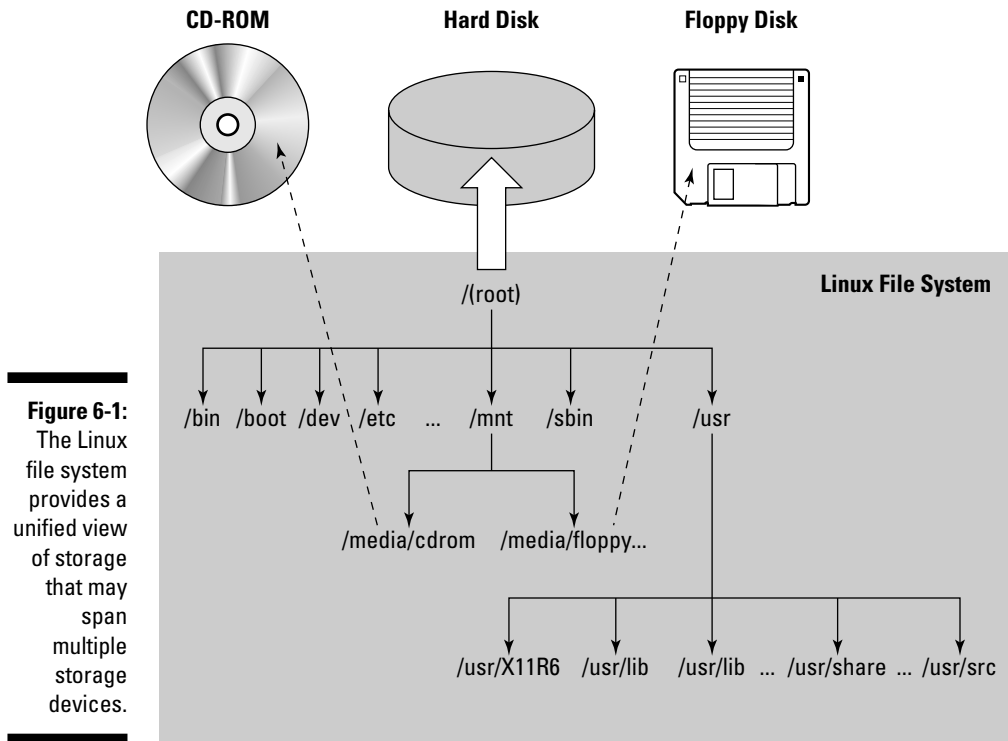 CD-ROM Hard Disk Floppy Disk
Linux File System
/(root)
/bin /boot /dev /etc ... /mnt /sbin /usr
/media/cdrom /media/floppy...
/usr/X11R6 /usr/lib /usr/lib ... /usr/share ... /usr/src
Figure 6-1:
The Linux
file system
provides a
unified view
of storage
that may
span
multiple
storage
devices.